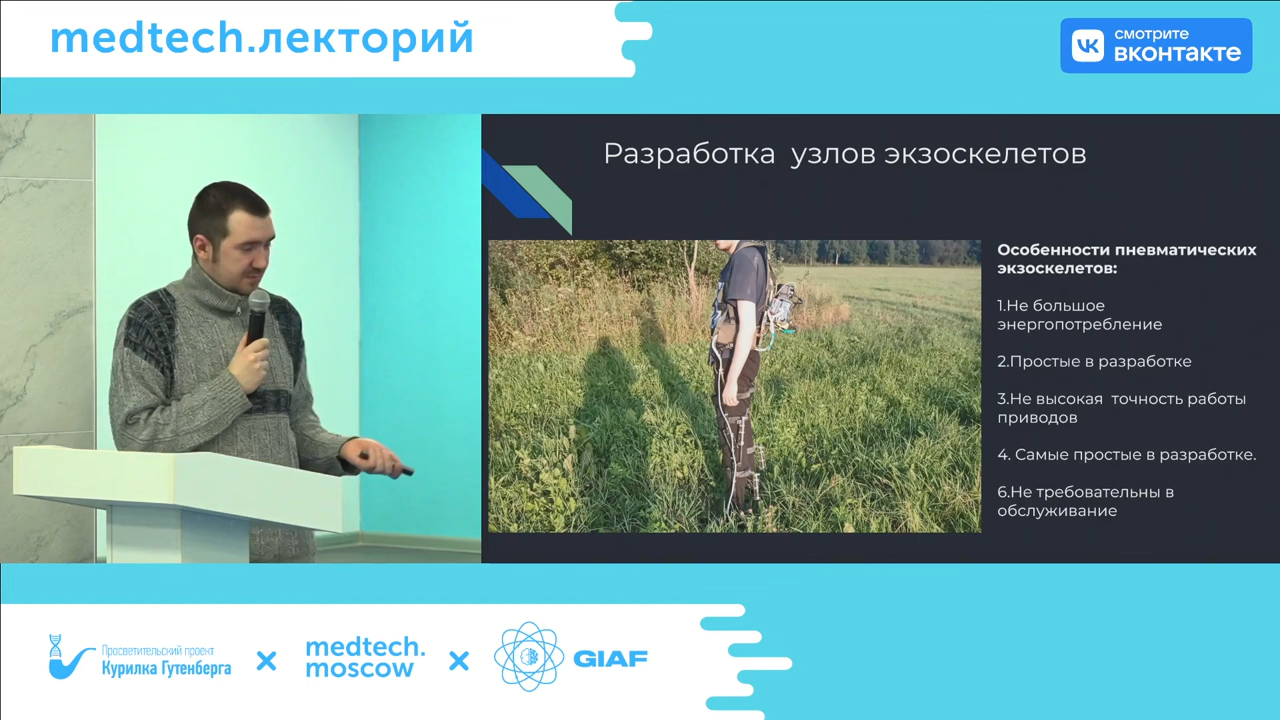 medtech.лекторий
смотрите
вконтакте
Разработка узлов экзоскелетов
Особенности пневматических
экзоскелетов:
1.Не большое
энергопотребление
2.Простые в разработке
3.Не высокая точность работы
приводов
4. Самые простые в разработке.
6.Не требовательны в
обслуживание
Просветительский проект
Курилка Гутенберга
medtech.
moscow
GIAF